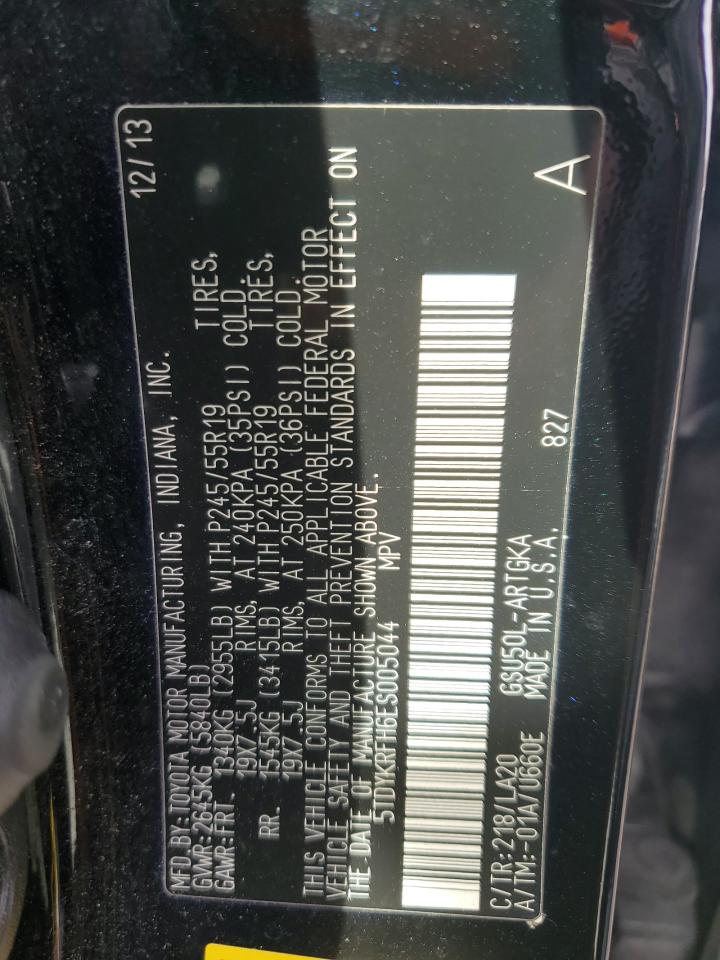 12/13
MFD.BY:TOYOTA MOTOR MANUFACTURING, INDIANA, INC.
GVWR:2645KG (5840LB)
GAWR:FRT. 1340KG (2955LB) WITH P245/55R19 TIRES,
19X7.5J RIMS, AT 240KPA (35PSI) COLD
RR. 1545KG (3415LB) WITH P245/55R19 TIRES,
19X7.5J RIMS, AT 250KPA (36PSI) COLD.
THIS VEHICLE CONFORMS TO ALL APPLICABLE FEDERAL MOTOR
VEHICLE SAFETY AND THEFT PREVENTION STANDARDS IN EFFECT ON
THE DATE OF MANUFACTURE SHOWN ABOVE.
5TDYKRFH6ES005044 MPV
C/TR:218/LA20 GSU50L-ARTGKA
A/TM:-01A/U660E MADE IN U.S.A. 827
A